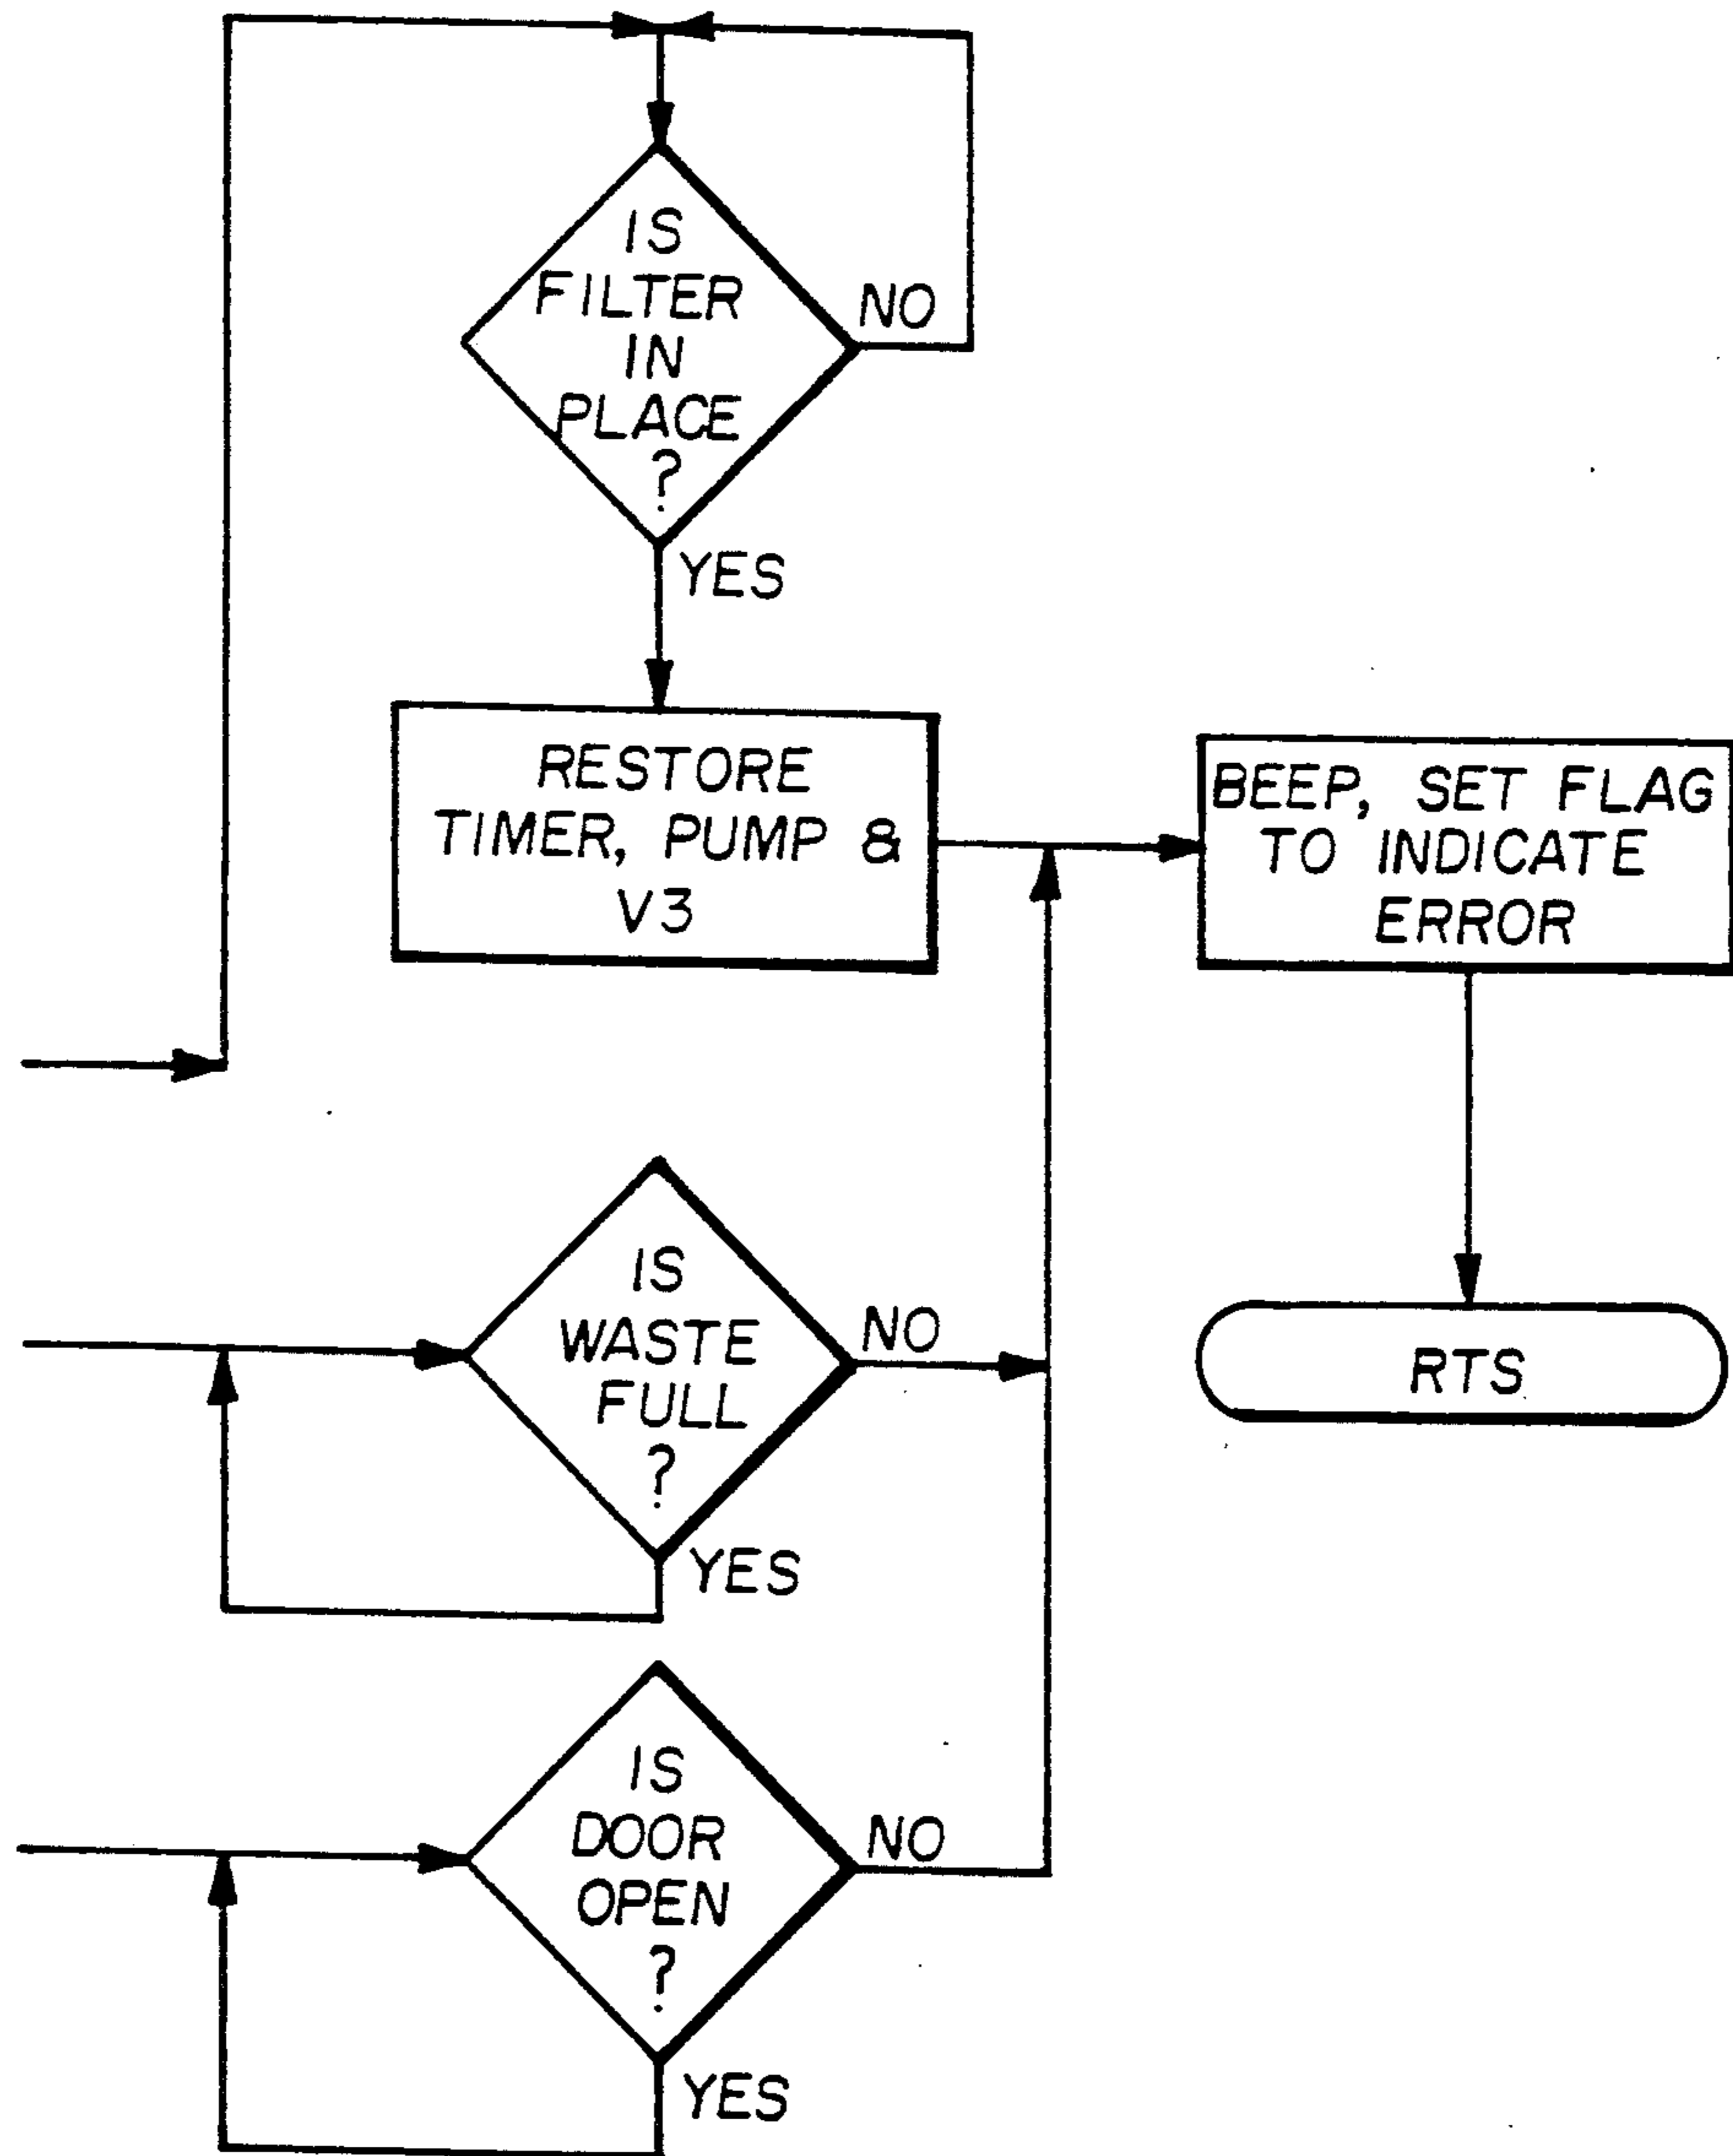 IS
FILTER
IN
PLACE
?
NO
YES
RESTORE
TIMER, PUMP &
V3
BEEP, SET FLAG
TO INDICATE
ERROR
IS
WASTE
FULL
?
NO
YES
RTS
IS
DOOR
OPEN
?
NO
YES